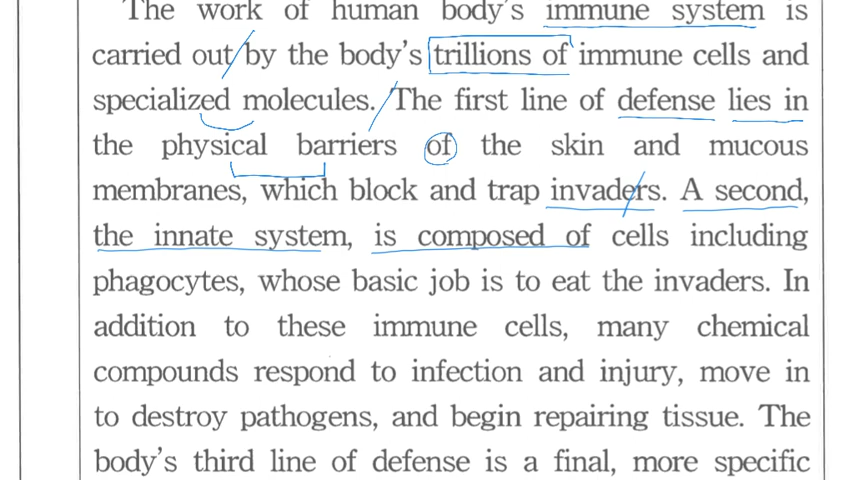 The work of human body's immune system is
carried out by the body's trillions of immune cells and
specialized molecules. The first line of defense lies in
the physical barriers of the skin and mucous
membranes, which block and trap invaders. A second,
the innate system, is composed of cells including
phagocytes, whose basic job is to eat the invaders. In
addition to these immune cells, many chemical
compounds respond to infection and injury, move in
to destroy pathogens, and begin repairing tissue. The
body's third line of defense is a final, more specific